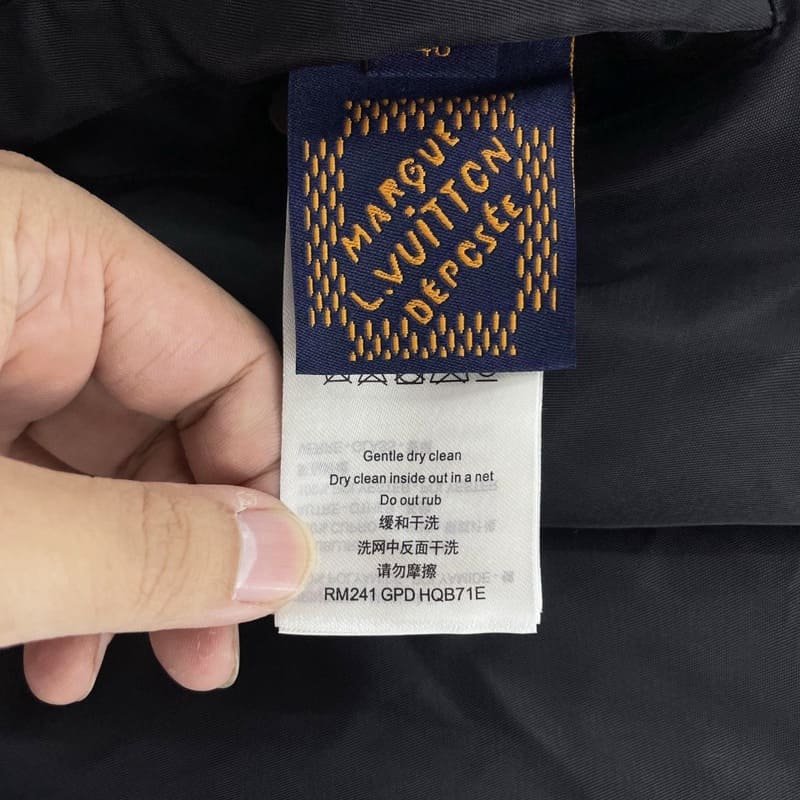 MARQUE
L.VUITTON
DÉPOSÉE
Gentle dry clean
Dry clean inside out in a net
Do out rub
缓和干洗
洗网中反面干洗
请勿摩擦
RM241 GPD HQB71E